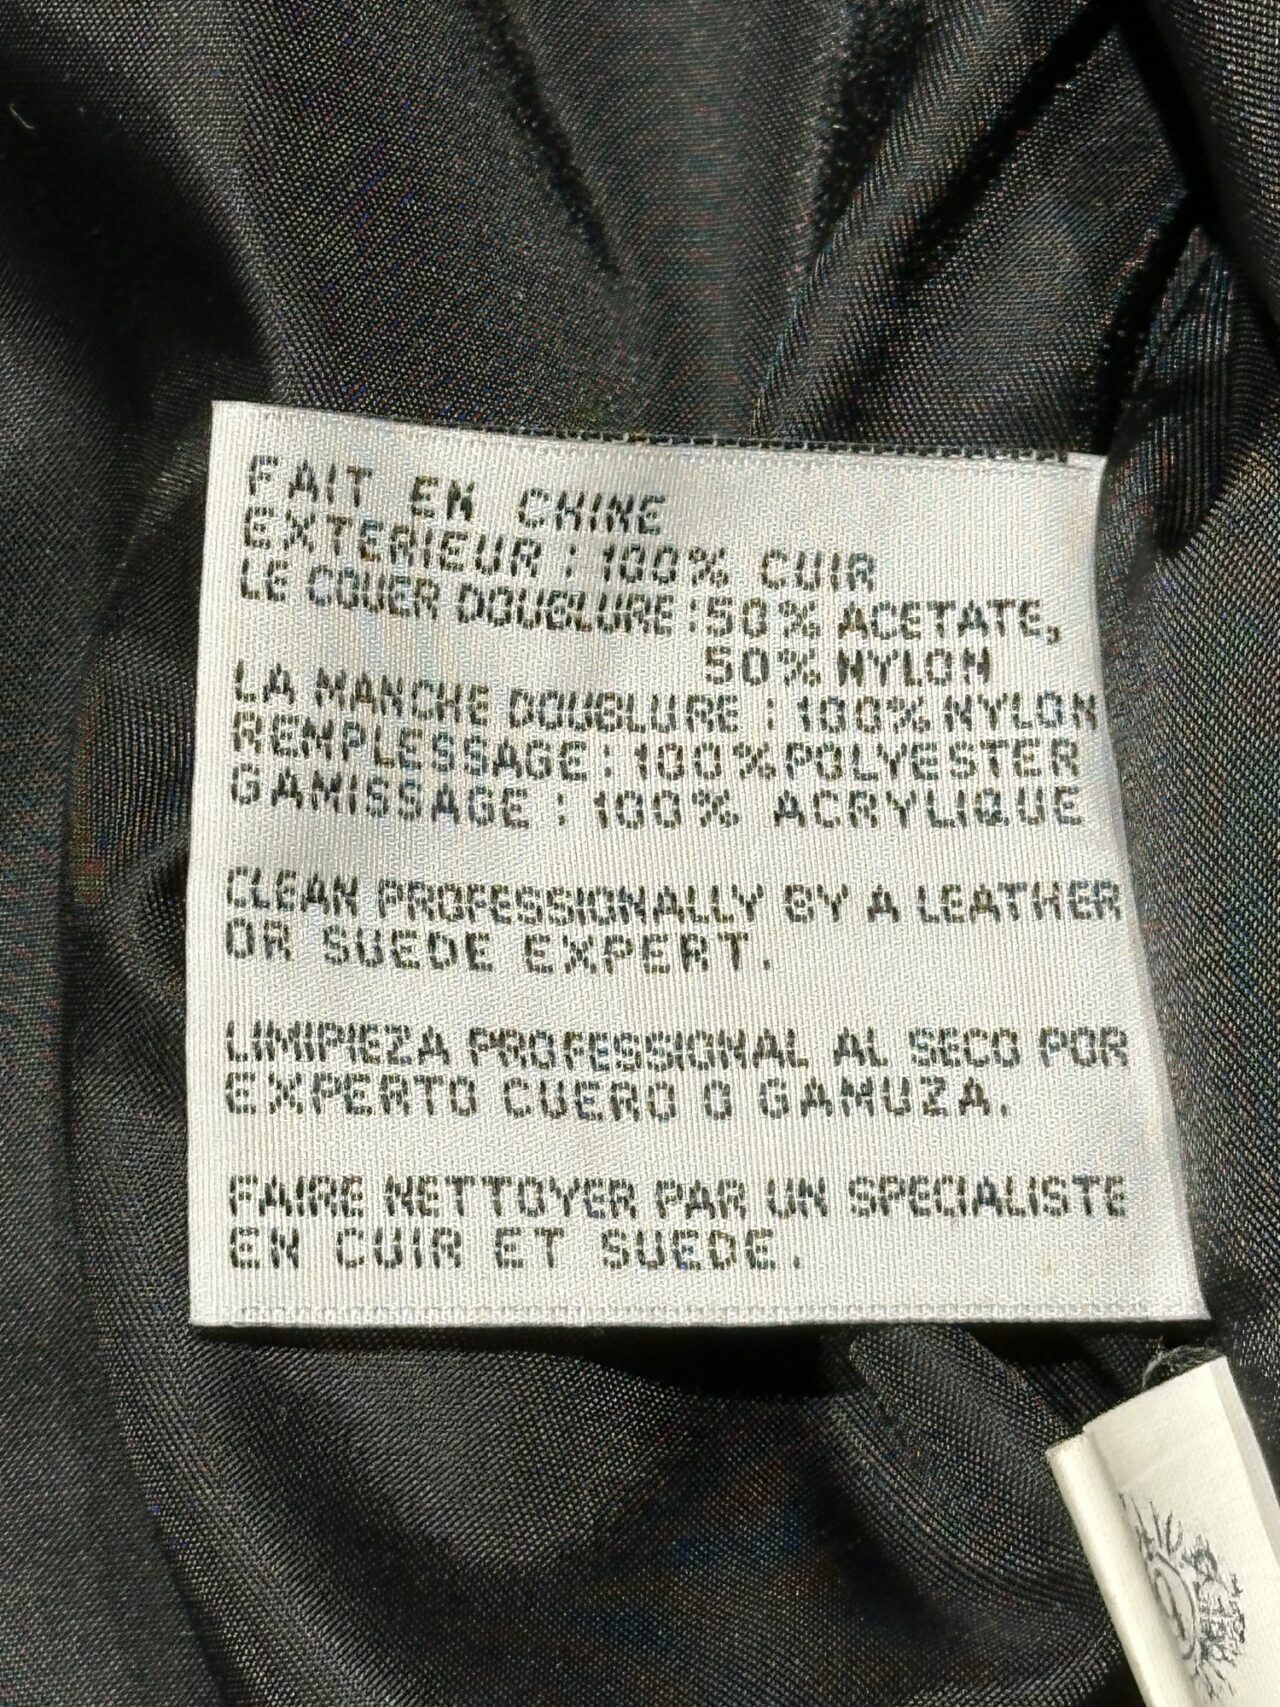 FAIT EN CHINE
EXTERIEUR : 100% CUIR
LE COUER DOUBLURE : 50% ACETATE,
50% NYLON
LA MANCHE DOUBLURE : 100% NYLON
REMPLESSAGE : 100% POLYESTER
GAMISSAGE : 100% ACRYLIQUE
CLEAN PROFESSIONALLY BY A LEATHER
OR SUEDE EXPERT.
LIMIPIEZA PROFESSIONAL AL SECO POR
EXPERTO CUERO O GAMUZA.
FAIRE NETTOYER PAR UN SPECIALISTE
EN CUIR ET SUEDE.